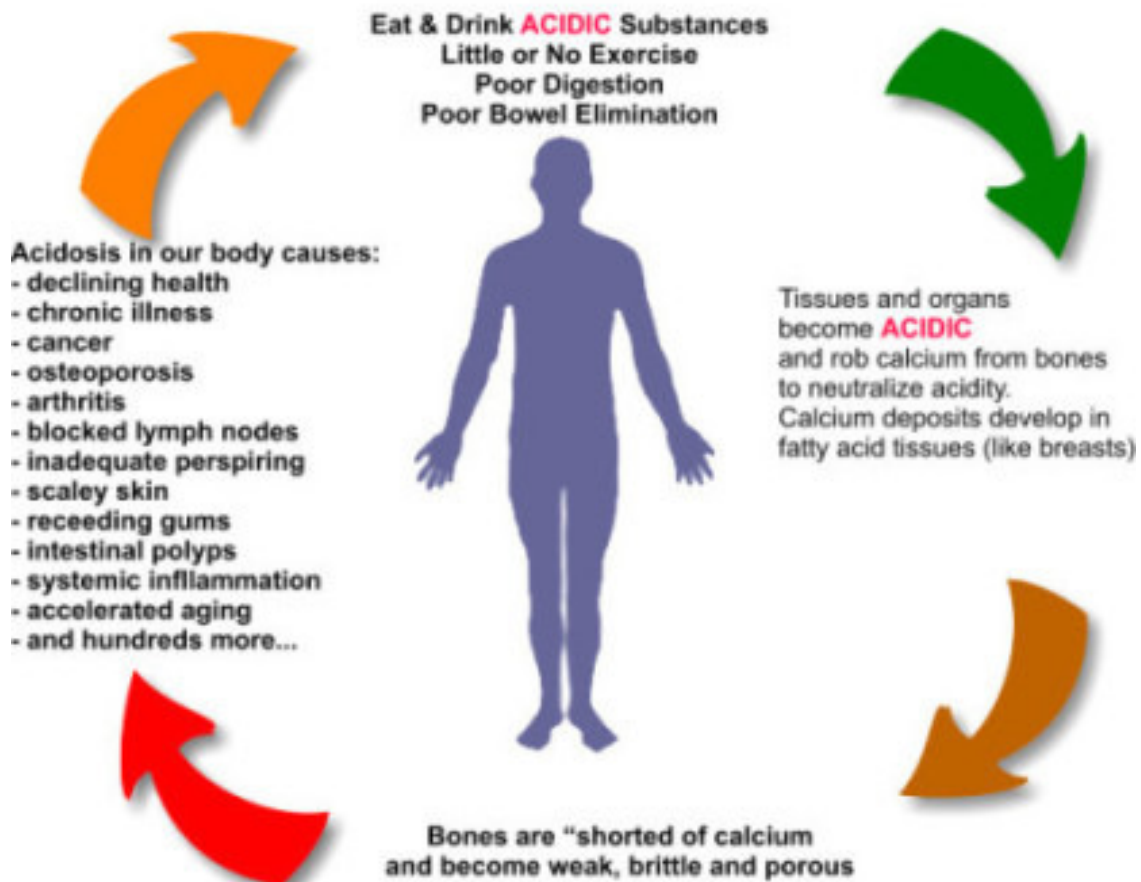 Eat & Drink ACIDIC Substances
Little or No Exercise
Poor Digestion
Poor Bowel Elimination
Tissues and organs
become ACIDIC
and rob calcium from bones
to neutralize acidity.
Calcium deposits develop in
fatty acid tissues (like breasts)
Bones are “shorted of calcium
and become weak, brittle and porous
Acidosis in our body causes:
- declining health
- chronic illness
- cancer
- osteoporosis
- arthritis
- blocked lymph nodes
- inadequate perspiring
- scaley skin
- receeding gums
- intestinal polyps
- systemic infllammation
- accelerated aging
- and hundreds more...